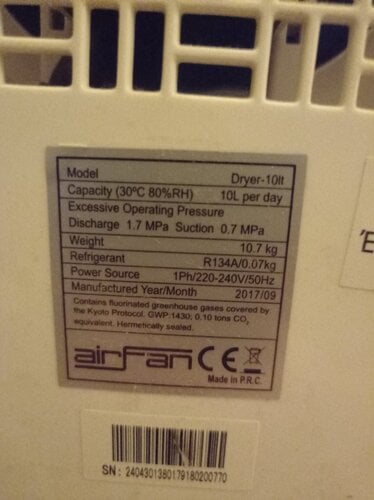 Model Dryer-10lt
Capacity (30ºC 80%RH) 10L per day
Excessive Operating Pressure
Discharge 1.7 MPa Suction 0.7 MPa
Weight 10.7 kg
Refrigerant R134A/0.07kg
Power Source 1Ph/220-240V/50Hz
Manufactured Year/Month 2017/09
Contains fluorinated greenhouse gases covered by
the Kyoto Protocol. GWP:1430; 0,10 tons CO₂
equivalent. Hermetically sealed.
airFan CE
Made in P.R.C.
SN: 2404301380179180200770